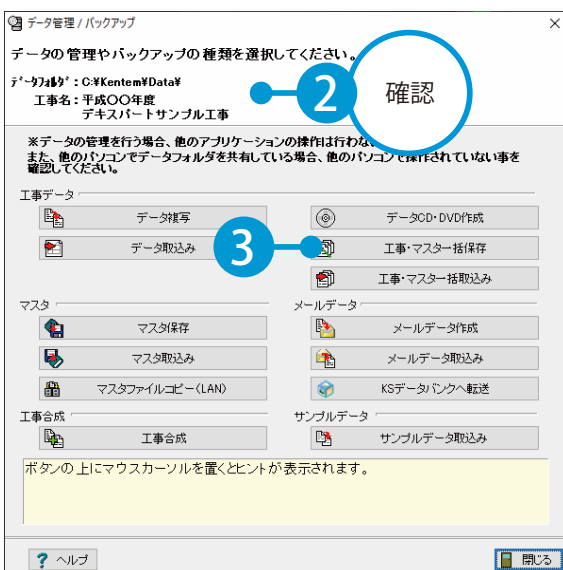 データ管理 / バックアップ
データの管理やバックアップの種類を選択してください。
ﾃﾞｰﾀﾌｫﾙﾀﾞ : C:¥Kentem¥Data¥
工事名 : 平成〇〇年度
デキスパートサンプル工事
2
確認
※データの管理を行う場合、他のアプリケーションの操作は行わな
また、他のパソコンでデータフォルダを共有している場合、他のパソコンで操作されていない事を
確認してください。
工事データ
データ複写
データCD・DVD作成
データ取込み
3
工事・マスター括保存
工事・マスター括取込み
マスタ
メールデータ
マスタ保存
メールデータ作成
マスタ取込み
メールデータ取込み
マスタファイルコピー(LAN)
KSデータバンクへ転送
工事合成
サンプルデータ
工事合成
サンプルデータ取込み
ボタンの上にマウスカーソルを置くとヒントが表示されます。
? ヘルプ
閉じる